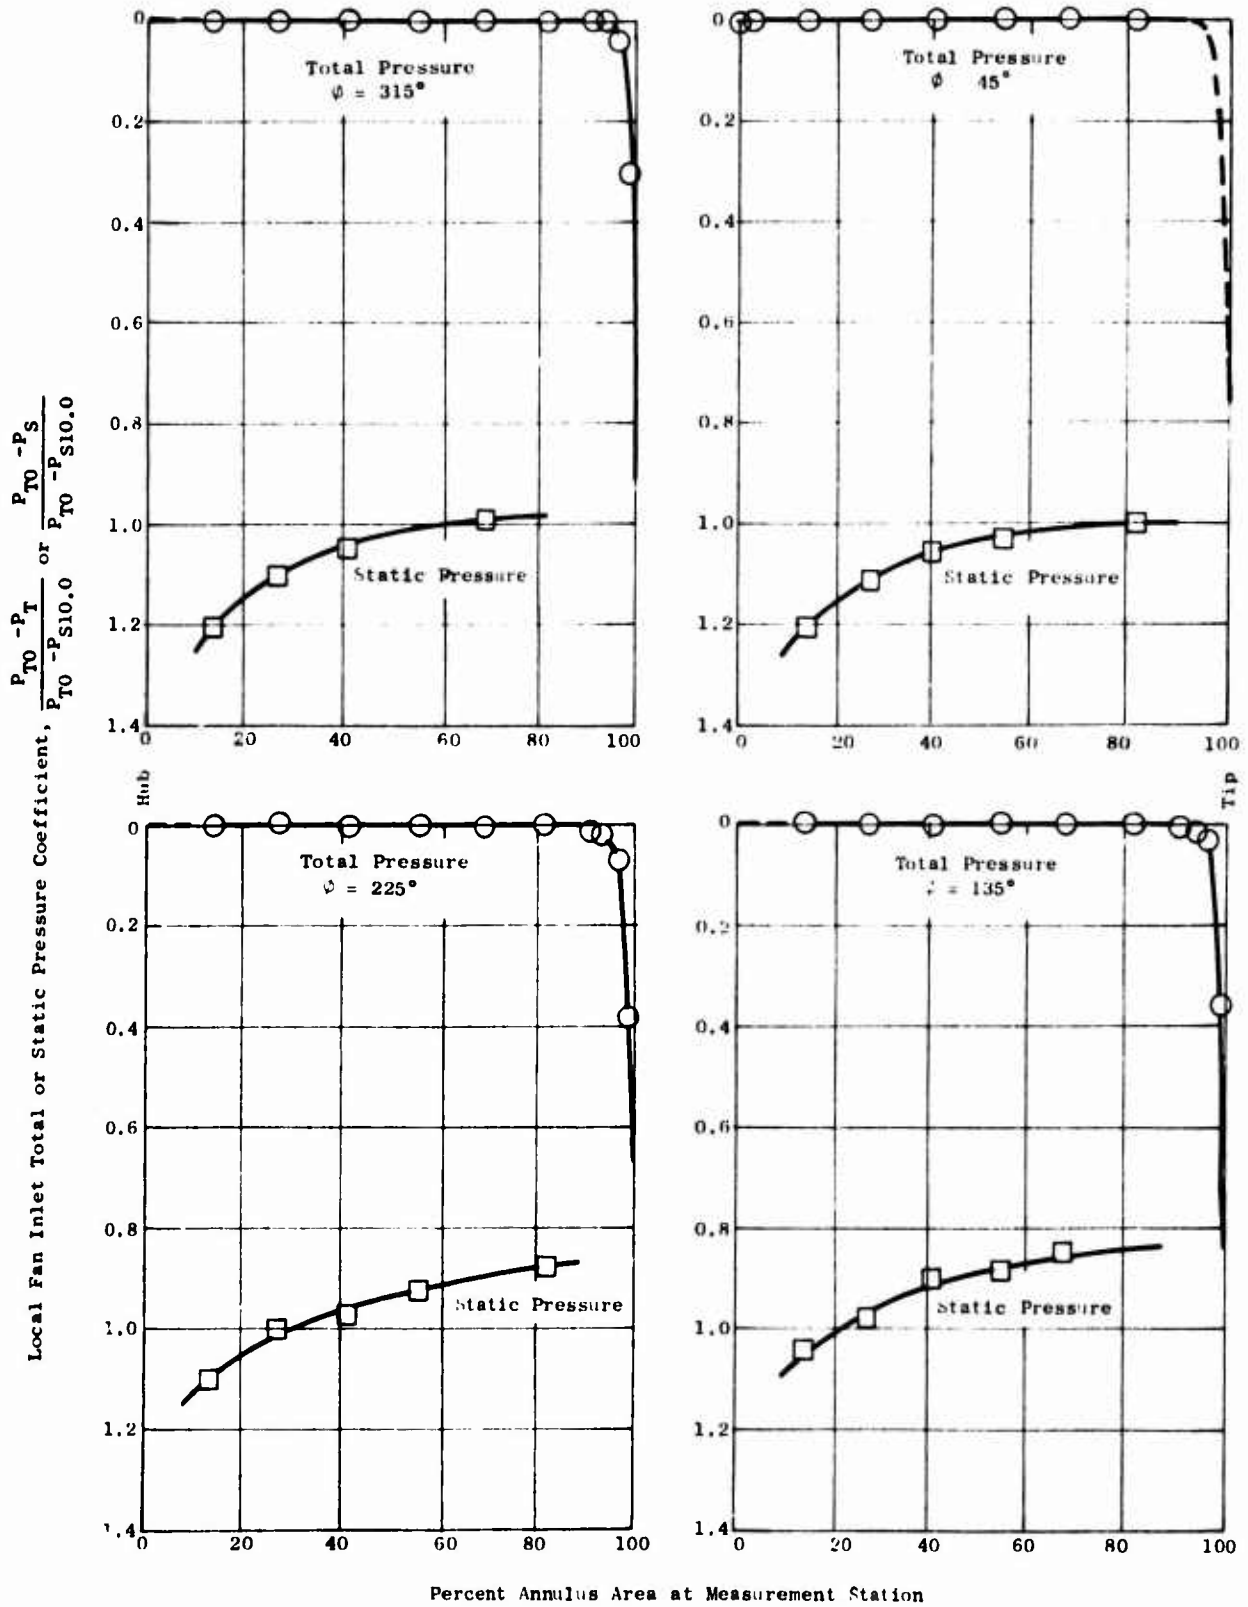 Local Fan Inlet Total or Static Pressure Coefficient, P_TO -P_T / P_TO -P_S10.0 or P_TO -P_S / P_TO -P_S10.0
Total Pressure
φ = 315°
0
0.2
0.4
0.6
0.8
1.0
1.2
1.4
Static Pressure
0 20 40 60 80 100
Hub
Total Pressure
φ 45°
0
0.2
0.4
0.6
0.8
1.0
1.2
1.4
Static Pressure
0 20 40 60 80 100
Tip
Total Pressure
φ = 225°
0
0.2
0.4
0.6
0.8
1.0
1.2
1.4
Static Pressure
0 20 40 60 80 100
Total Pressure
= 135°
0
0.2
0.4
0.6
0.8
1.0
1.2
1.4
Static Pressure
0 20 40 60 80 100
Percent Annulus Area at Measurement Station